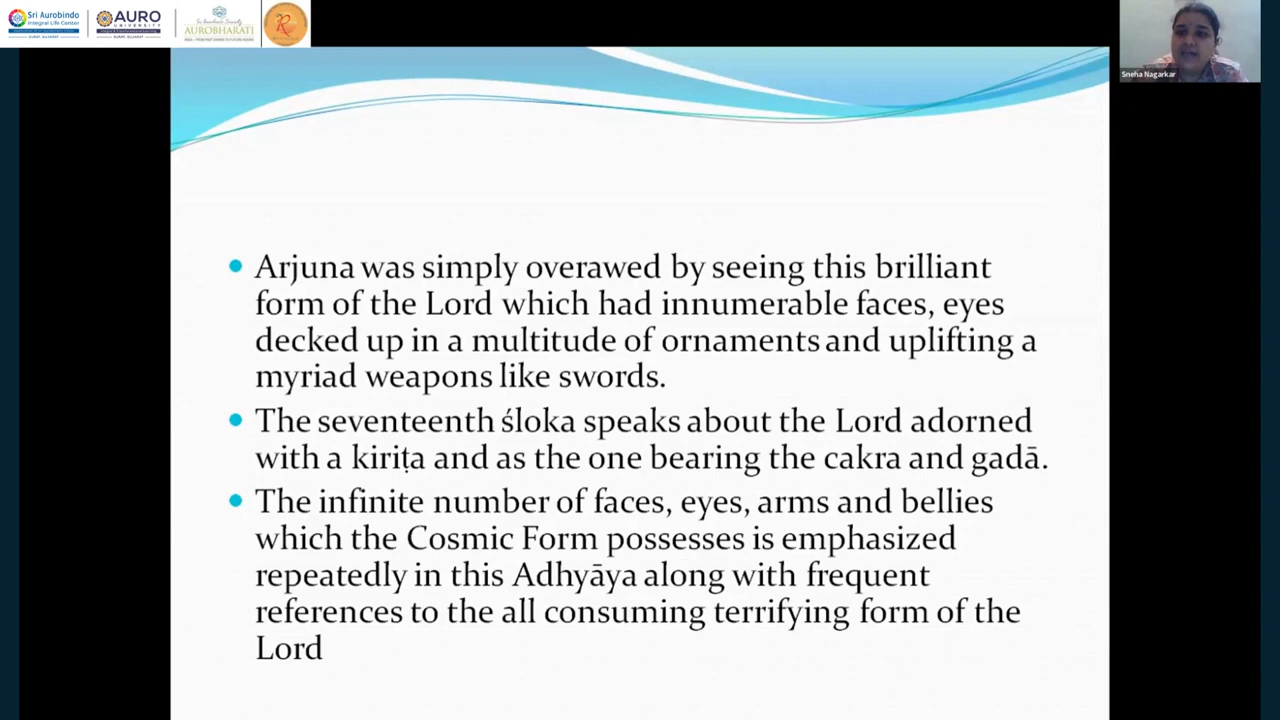 Sri Aurobindo
Integral Life Center
AURO
UNIVERSITY
AUROBHARATI
Sneha Nagarkar
• Arjuna was simply overawed by seeing this brilliant
form of the Lord which had innumerable faces, eyes
decked up in a multitude of ornaments and uplifting a
myriad weapons like swords.
• The seventeenth śloka speaks about the Lord adorned
with a kiriṭa and as the one bearing the cakra and gadā.
• The infinite number of faces, eyes, arms and bellies
which the Cosmic Form possesses is emphasized
repeatedly in this Adhyāya along with frequent
references to the all consuming terrifying form of the
Lord